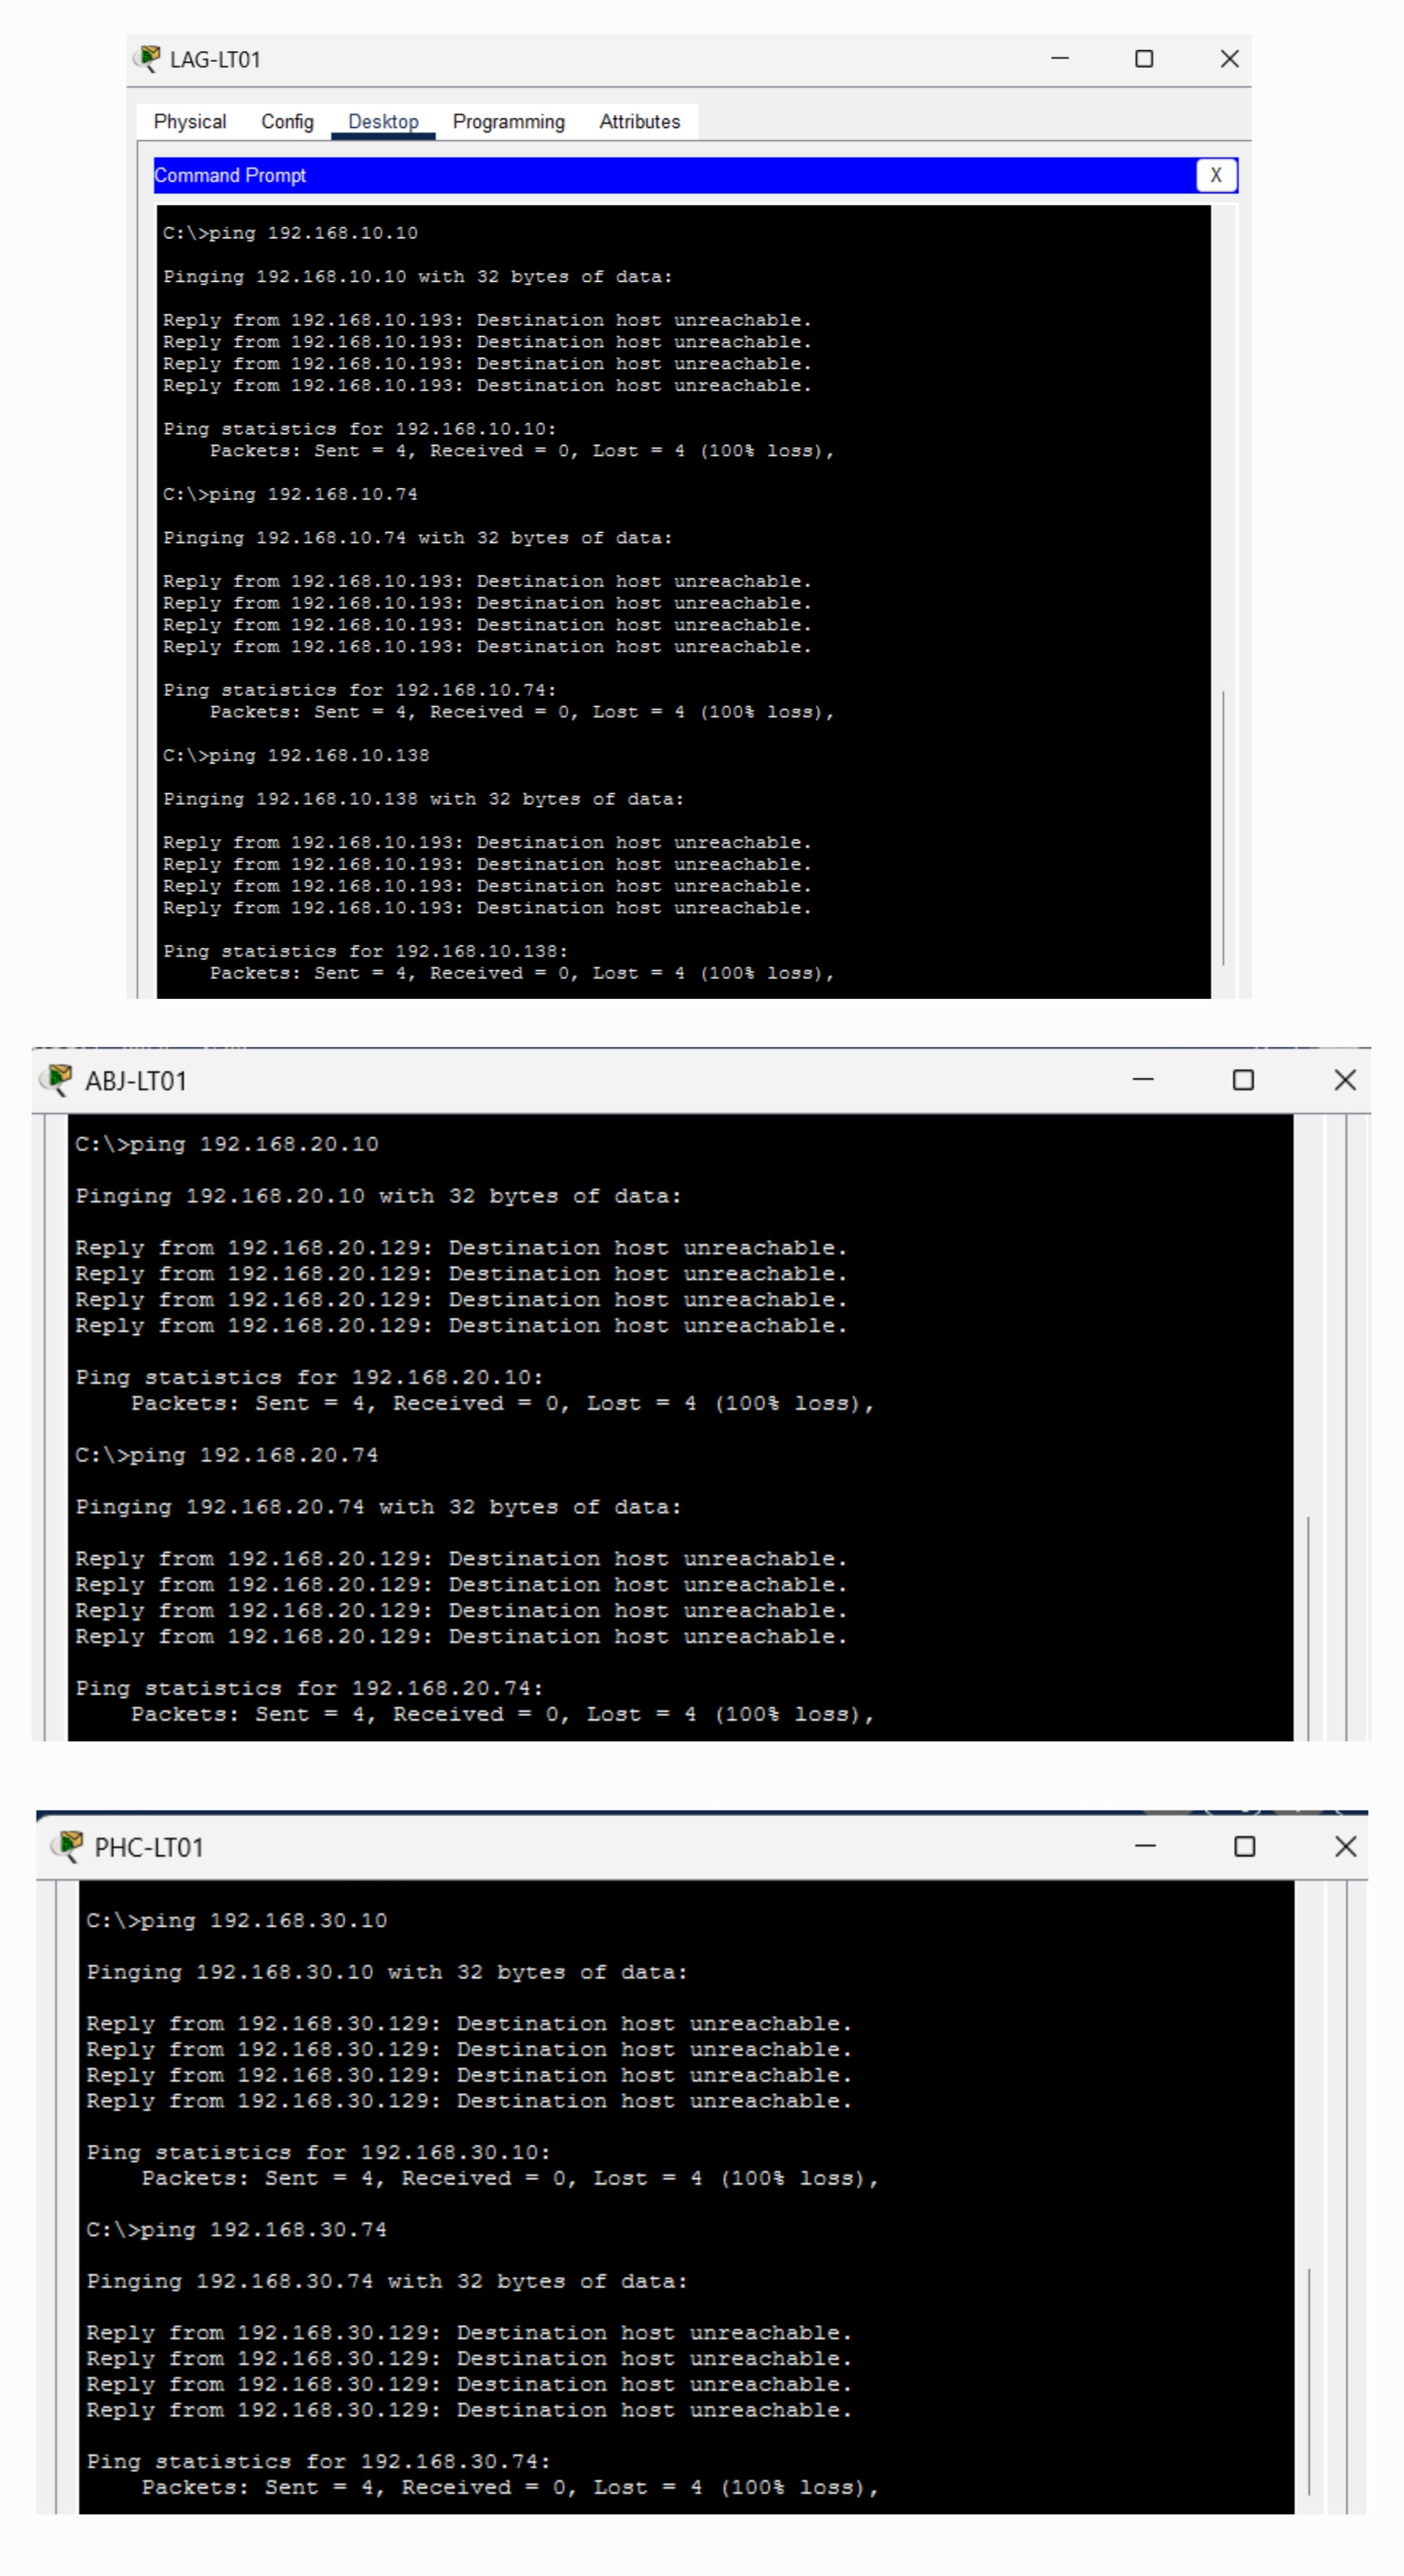 LAG-LT01
Physical Config Desktop Programming Attributes
Command Prompt X
C:\>ping 192.168.10.10
Pinging 192.168.10.10 with 32 bytes of data:
Reply from 192.168.10.193: Destination host unreachable.
Reply from 192.168.10.193: Destination host unreachable.
Reply from 192.168.10.193: Destination host unreachable.
Reply from 192.168.10.193: Destination host unreachable.
Ping statistics for 192.168.10.10:
Packets: Sent = 4, Received = 0, Lost = 4 (100% loss),
C:\>ping 192.168.10.74
Pinging 192.168.10.74 with 32 bytes of data:
Reply from 192.168.10.193: Destination host unreachable.
Reply from 192.168.10.193: Destination host unreachable.
Reply from 192.168.10.193: Destination host unreachable.
Reply from 192.168.10.193: Destination host unreachable.
Ping statistics for 192.168.10.74:
Packets: Sent = 4, Received = 0, Lost = 4 (100% loss),
C:\>ping 192.168.10.138
Pinging 192.168.10.138 with 32 bytes of data:
Reply from 192.168.10.193: Destination host unreachable.
Reply from 192.168.10.193: Destination host unreachable.
Reply from 192.168.10.193: Destination host unreachable.
Reply from 192.168.10.193: Destination host unreachable.
Ping statistics for 192.168.10.138:
Packets: Sent = 4, Received = 0, Lost = 4 (100% loss),
ABJ-LT01
C:\>ping 192.168.20.10
Pinging 192.168.20.10 with 32 bytes of data:
Reply from 192.168.20.129: Destination host unreachable.
Reply from 192.168.20.129: Destination host unreachable.
Reply from 192.168.20.129: Destination host unreachable.
Reply from 192.168.20.129: Destination host unreachable.
Ping statistics for 192.168.20.10:
Packets: Sent = 4, Received = 0, Lost = 4 (100% loss),
C:\>ping 192.168.20.74
Pinging 192.168.20.74 with 32 bytes of data:
Reply from 192.168.20.129: Destination host unreachable.
Reply from 192.168.20.129: Destination host unreachable.
Reply from 192.168.20.129: Destination host unreachable.
Reply from 192.168.20.129: Destination host unreachable.
Ping statistics for 192.168.20.74:
Packets: Sent = 4, Received = 0, Lost = 4 (100% loss),
PHC-LT01
C:\>ping 192.168.30.10
Pinging 192.168.30.10 with 32 bytes of data:
Reply from 192.168.30.129: Destination host unreachable.
Reply from 192.168.30.129: Destination host unreachable.
Reply from 192.168.30.129: Destination host unreachable.
Reply from 192.168.30.129: Destination host unreachable.
Ping statistics for 192.168.30.10:
Packets: Sent = 4, Received = 0, Lost = 4 (100% loss),
C:\>ping 192.168.30.74
Pinging 192.168.30.74 with 32 bytes of data:
Reply from 192.168.30.129: Destination host unreachable.
Reply from 192.168.30.129: Destination host unreachable.
Reply from 192.168.30.129: Destination host unreachable.
Reply from 192.168.30.129: Destination host unreachable.
Ping statistics for 192.168.30.74:
Packets: Sent = 4, Received = 0, Lost = 4 (100% loss),